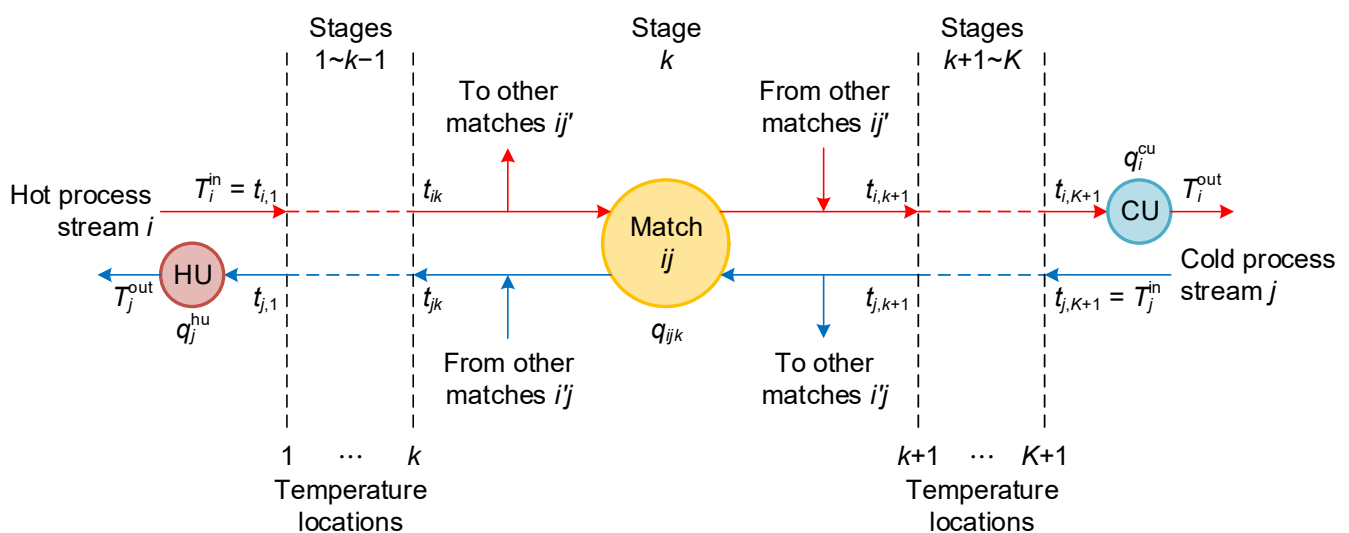 Stages
1~k−1
Stage
k
Stages
k+1~K
To other
matches ij'
From other
matches ij'
q_i^cu
Hot process
stream i
T_i^in = t_i,1
t_ik
t_i,k+1
t_i,K+1
CU
T_i^out
Match
ij
HU
T_j^out
t_j,1
t_jk
t_j,k+1
t_j,K+1 = T_j^in
Cold process
stream j
q_j^hu
q_ijk
From other
matches i'j
To other
matches i'j
1 ··· k
Temperature
locations
k+1 ··· K+1
Temperature
locations